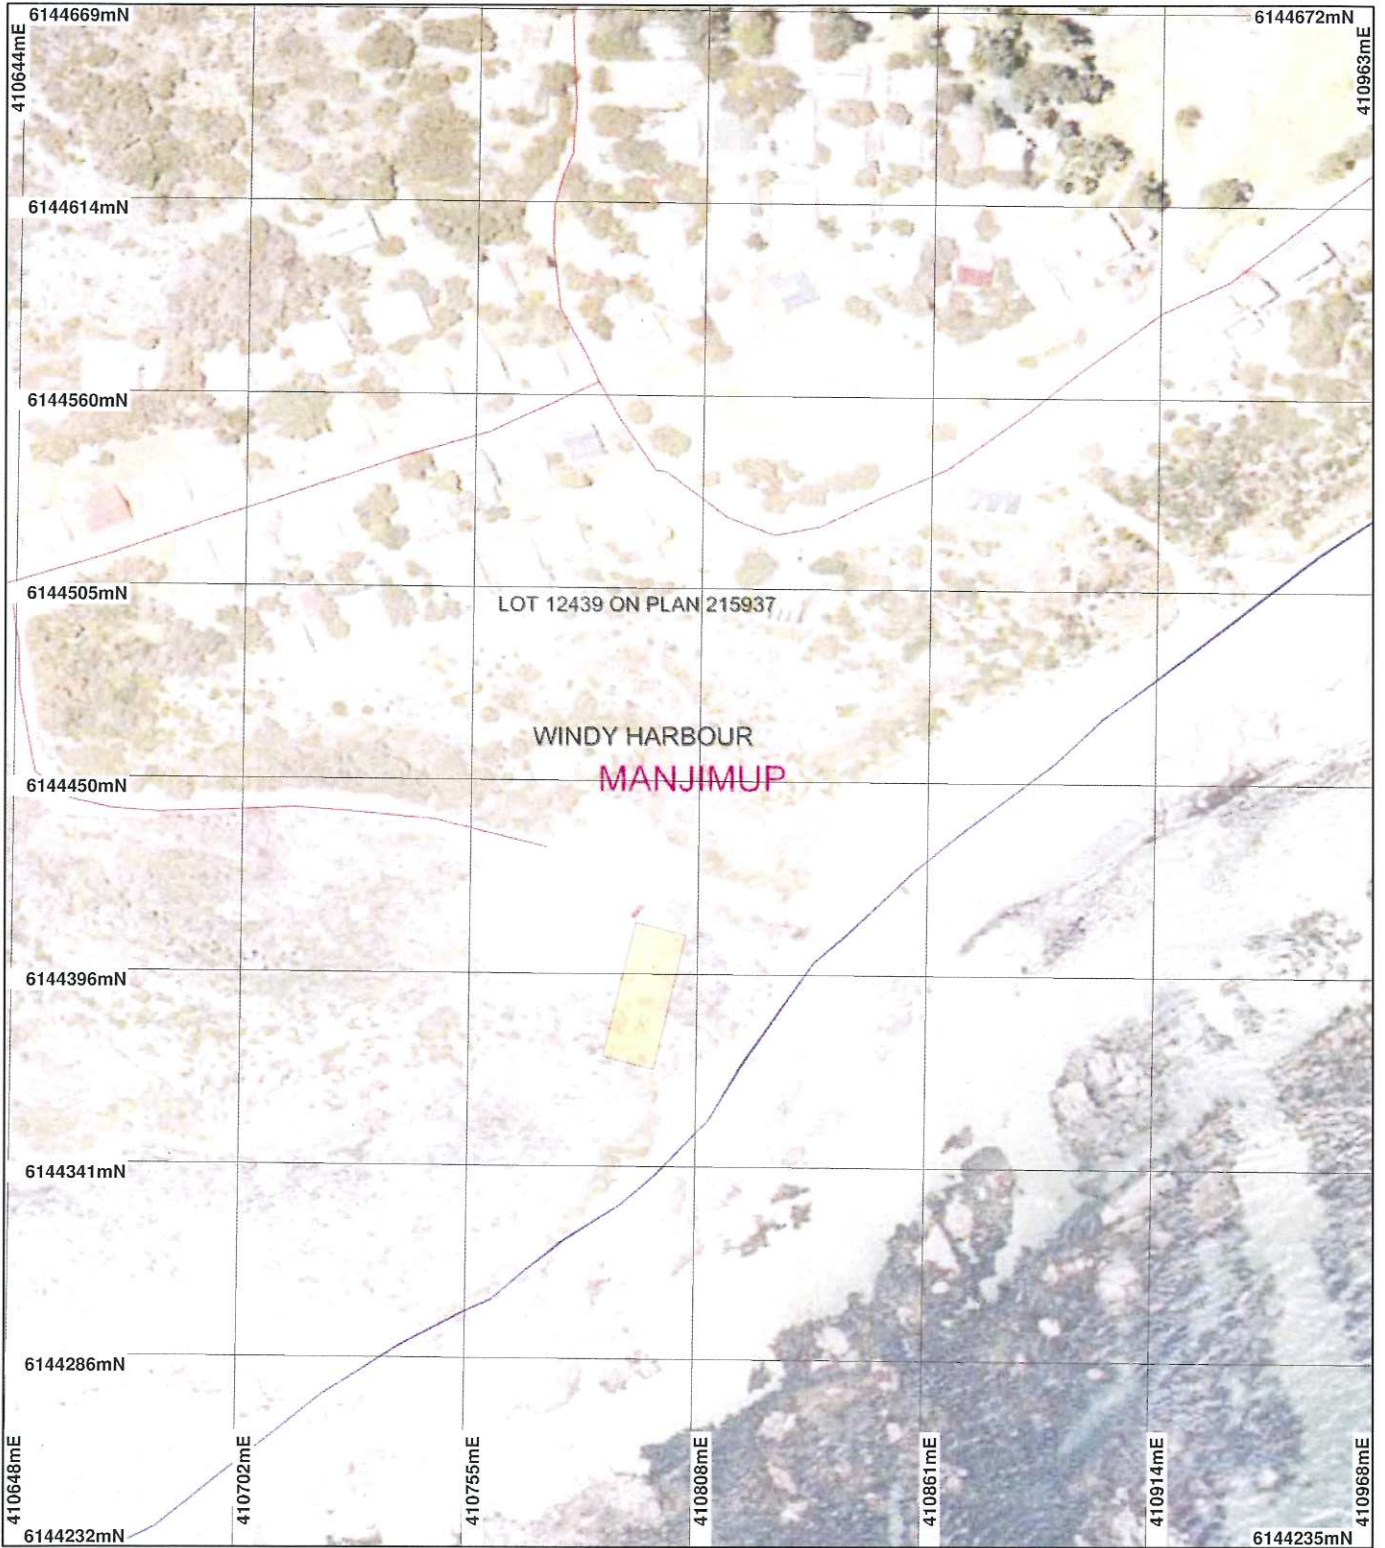 6144669mN
6144672mN
410644mE
410963mE
6144614mN
6144560mN
6144505mN
LOT 12439 ON PLAN 215937
WINDY HARBOUR
MANJIMUP
6144450mN
6144396mN
6144341mN
6144286mN
410648mE
410702mE
410755mE
410808mE
410861mE
410914mE
410968mE
6144232mN
6144235mN